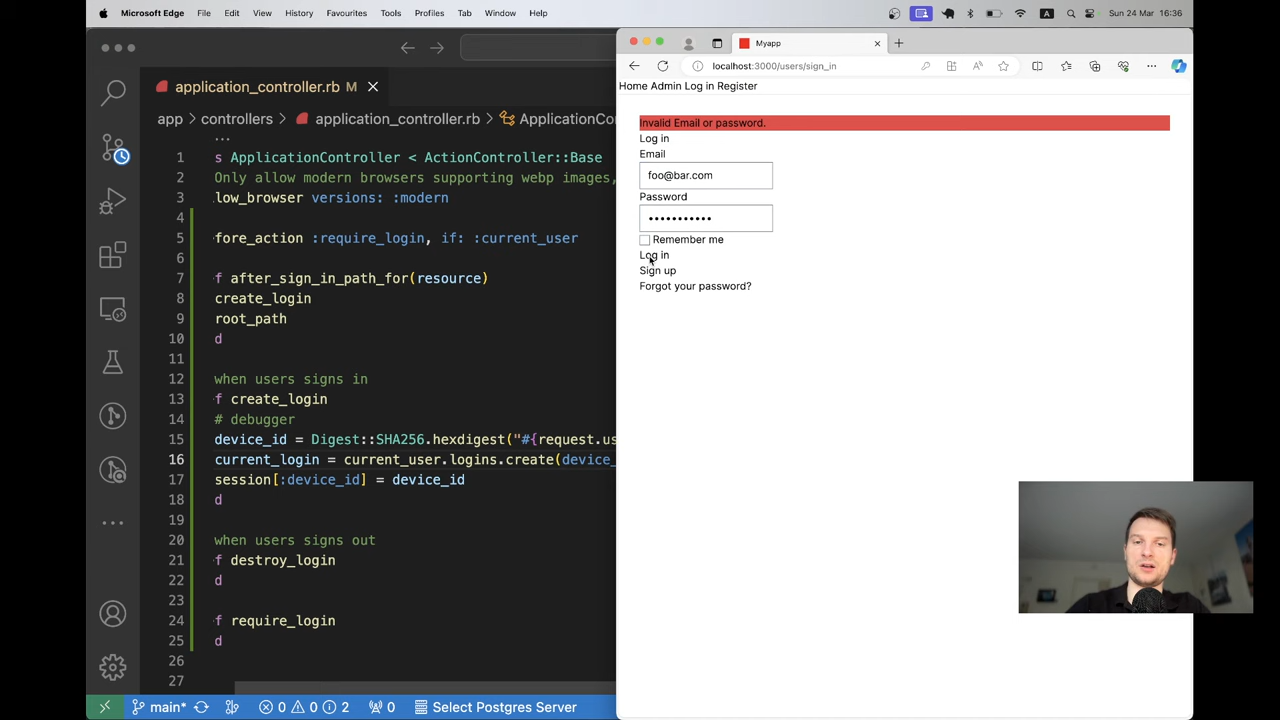 Microsoft Edge File Edit View History Favourites Tools Profiles Tab Window Help A Sun 24 Mar 16:36
application_controller.rb M
app > controllers > application_controller.rb > ApplicationCo
...
1 s ApplicationController < ActionController::Base
2 Only allow modern browsers supporting webp images,
3 .low_browser versions: :modern
4
5 fore_action :require_login, if: :current_user
6
7 f after_sign_in_path_for(resource)
8 create_login
9 root_path
10 d
11
12 when users signs in
13 f create_login
14 # debugger
15 device_id = Digest::SHA256.hexdigest("#{request.us
16 current_login = current_user.logins.create(device_
17 session[:device_id] = device_id
18 d
19
20 when users signs out
21 f destroy_login
22 d
23
24 f require_login
25 d
26
27
main* 0 0 2 0 Select Postgres Server
Myapp
localhost:3000/users/sign_in
Home Admin Log in Register
Invalid Email or password.
Log in
Email
foo@bar.com
Password
•••••••••••
Remember me
Log in
Sign up
Forgot your password?